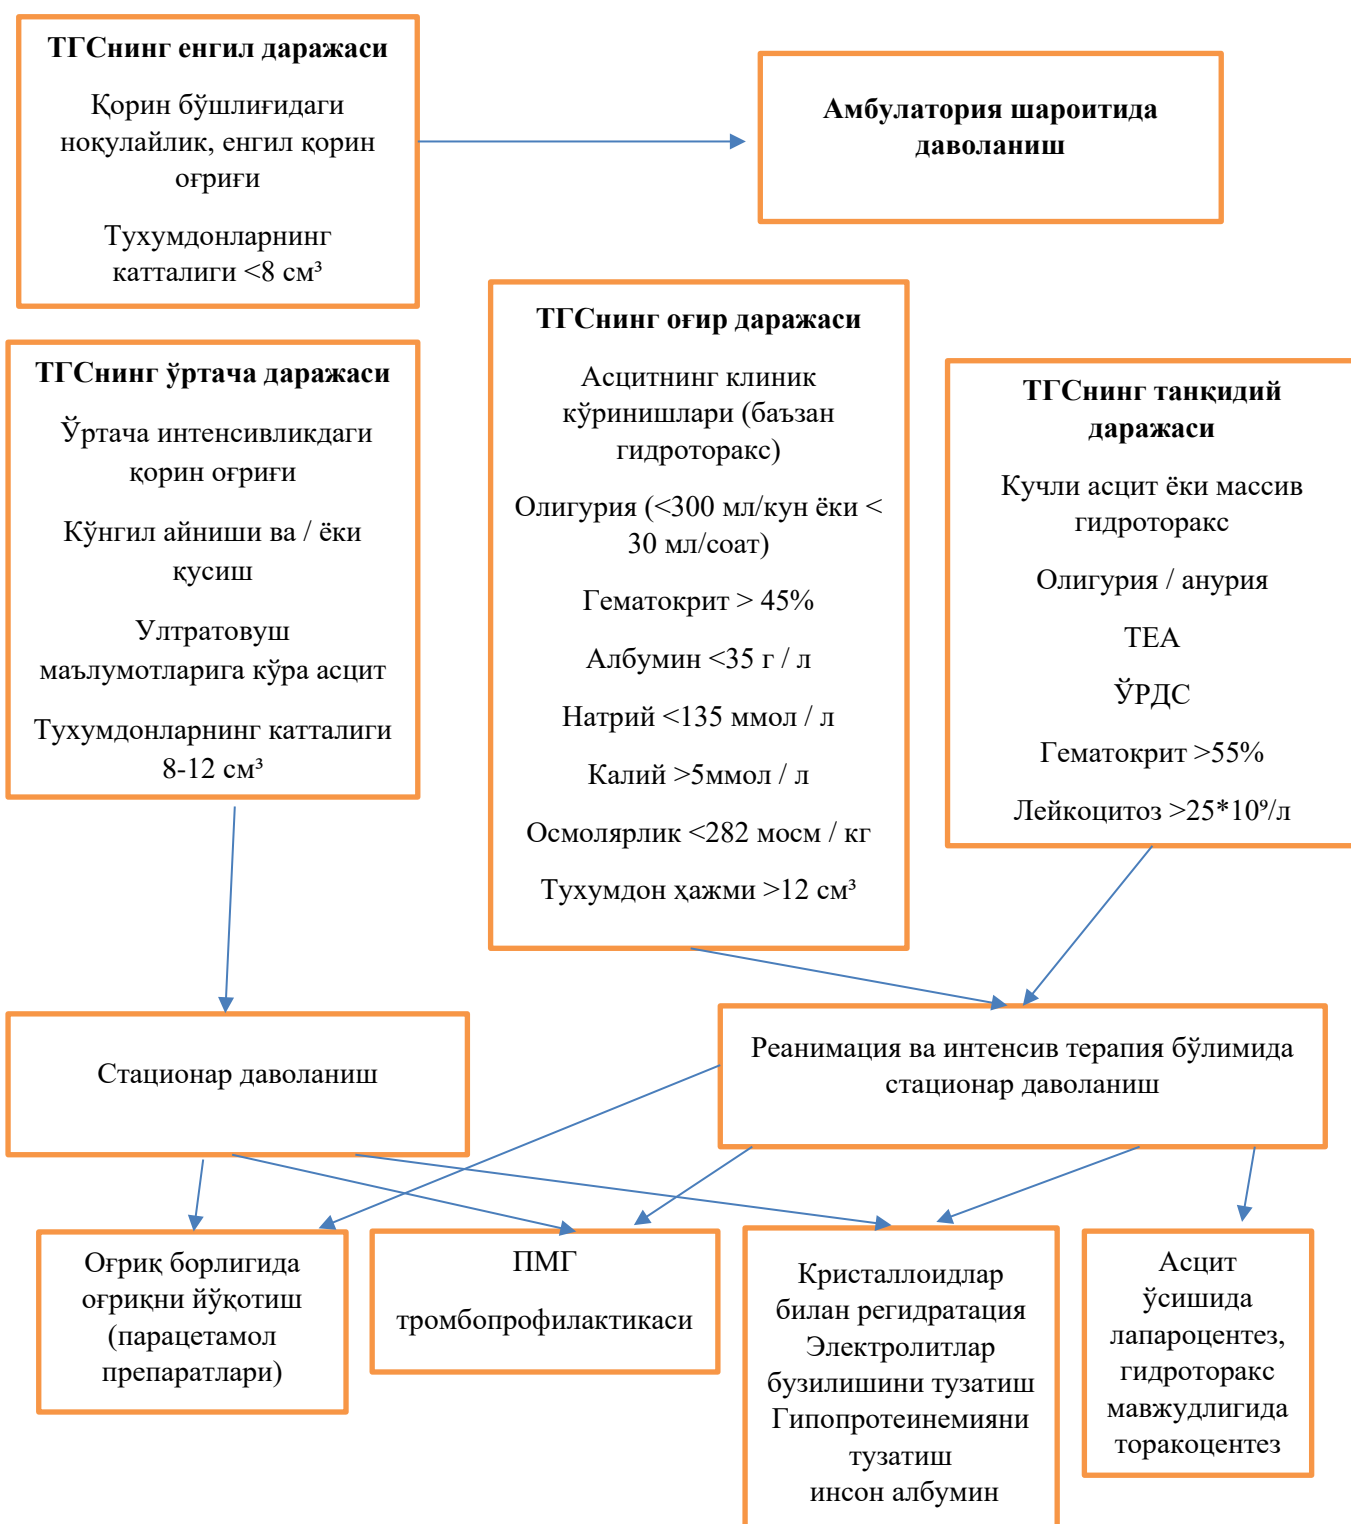 ТГСнинг енгил даражаси
Қорин бўшлиғидаги
ноқулайлик, енгил қорин
оғриғи
Тухумдонларнинг
катталиги <8 см³
Амбулатория шароитида
даволаниш
ТГСнинг ўртача даражаси
Ўртача интенсивликдаги
қорин оғриғи
Кўнгил айниши ва / ёки
қусиш
Ултратовуш
маълумотларига кўра асцит
Тухумдонларнинг катталиги
8-12 см³
ТГСнинг оғир даражаси
Асцитнинг клиник
кўринишлари (баъзан
гидроторакс)
Олигурия (<300 мл/кун ёки <
30 мл/соат)
Гематокрит > 45%
Албумин <35 г / л
Натрий <135 ммол / л
Калий >5ммол / л
Осмолярлик <282 мосм / кг
Тухумдон ҳажми >12 см³
ТГСнинг танқидий
даражаси
Кучли асцит ёки массив
гидроторакс
Олигурия / анурия
ТЕА
ЎРДС
Гематокрит >55%
Лейкоцитоз >25*10⁹/л
Стационар даволаниш
Реанимация ва интенсив терапия бўлимида
стационар даволаниш
Оғриқ борлигида
оғриқни йўқотиш
(парацетамол
препаратлари)
ПМГ
тромбопрофилактикаси
Кристаллоидлар
билан регидратация
Электролитлар
бузилишини тузатиш
Гипопротеинемияни
тузатиш
инсон албумин
Асцит
ўсишида
лапароцентез,
гидроторакс
мавжудлигида
торакоцентез